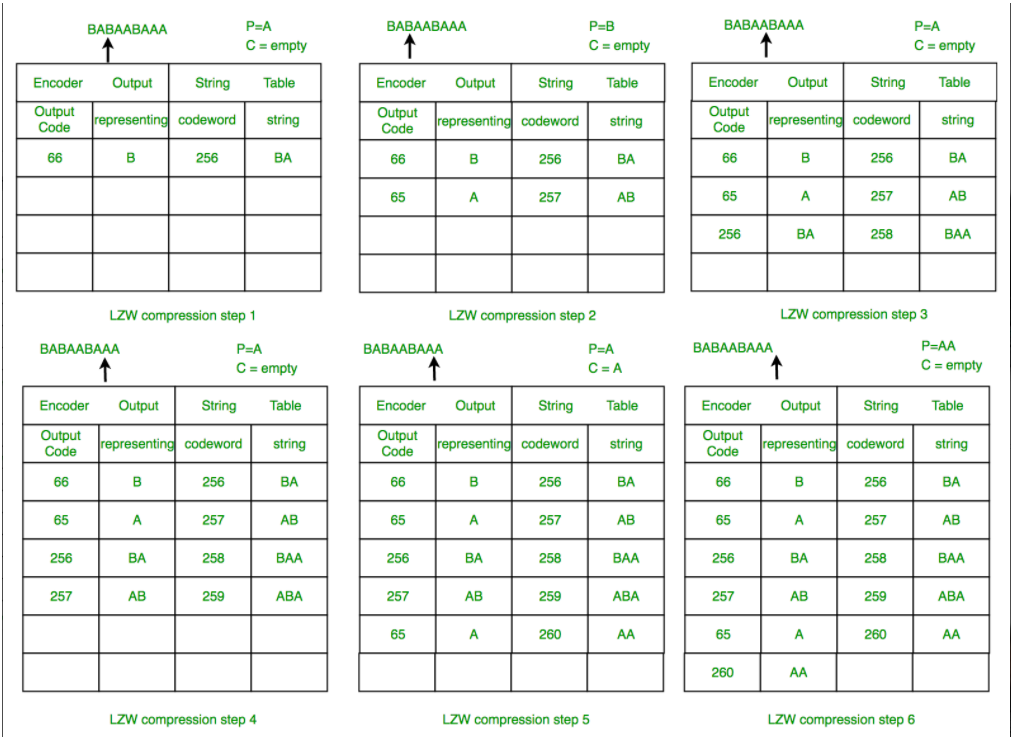 BABAABAAA P=A
C = empty
Encoder Output String Table
Output Code representing codeword string
66 B 256 BA
LZW compression step 1
BABAABAAA P=B
C = empty
Encoder Output String Table
Output Code representing codeword string
66 B 256 BA
65 A 257 AB
LZW compression step 2
BABAABAAA P=A
C = empty
Encoder Output String Table
Output Code representing codeword string
66 B 256 BA
65 A 257 AB
256 BA 258 BAA
LZW compression step 3
BABAABAAA P=A
C = empty
Encoder Output String Table
Output Code representing codeword string
66 B 256 BA
65 A 257 AB
256 BA 258 BAA
257 AB 259 ABA
LZW compression step 4
BABAABAAA P=A
C = A
Encoder Output String Table
Output Code representing codeword string
66 B 256 BA
65 A 257 AB
256 BA 258 BAA
257 AB 259 ABA
65 A 260 AA
LZW compression step 5
BABAABAAA P=AA
C = empty
Encoder Output String Table
Output Code representing codeword string
66 B 256 BA
65 A 257 AB
256 BA 258 BAA
257 AB 259 ABA
65 A 260 AA
260 AA
LZW compression step 6